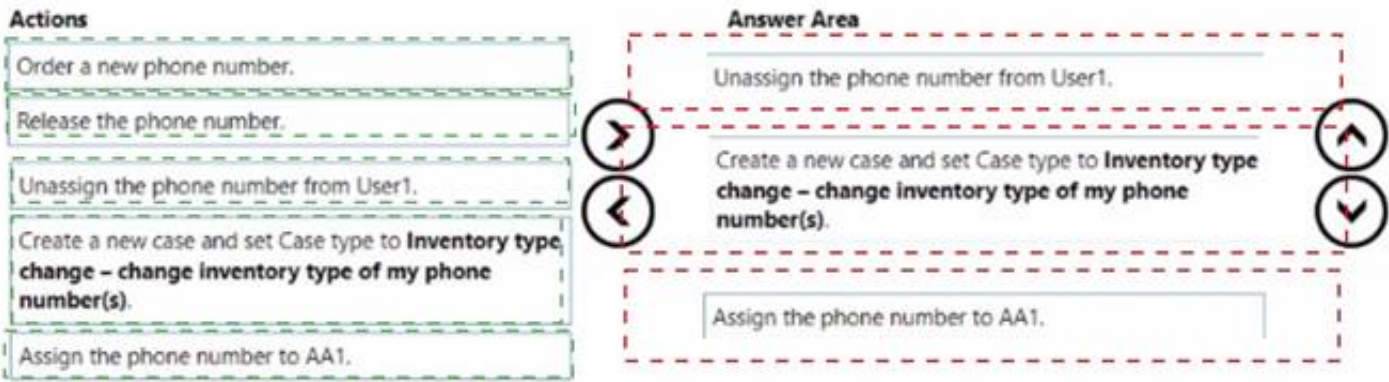 Actions
Order a new phone number.
Release the phone number.
Unassign the phone number from User1.
Create a new case and set Case type to Inventory type
change – change inventory type of my phone
number(s).
Assign the phone number to AA1.
Answer Area
Unassign the phone number from User1.
Create a new case and set Case type to Inventory type
change – change inventory type of my phone
number(s).
Assign the phone number to AA1.